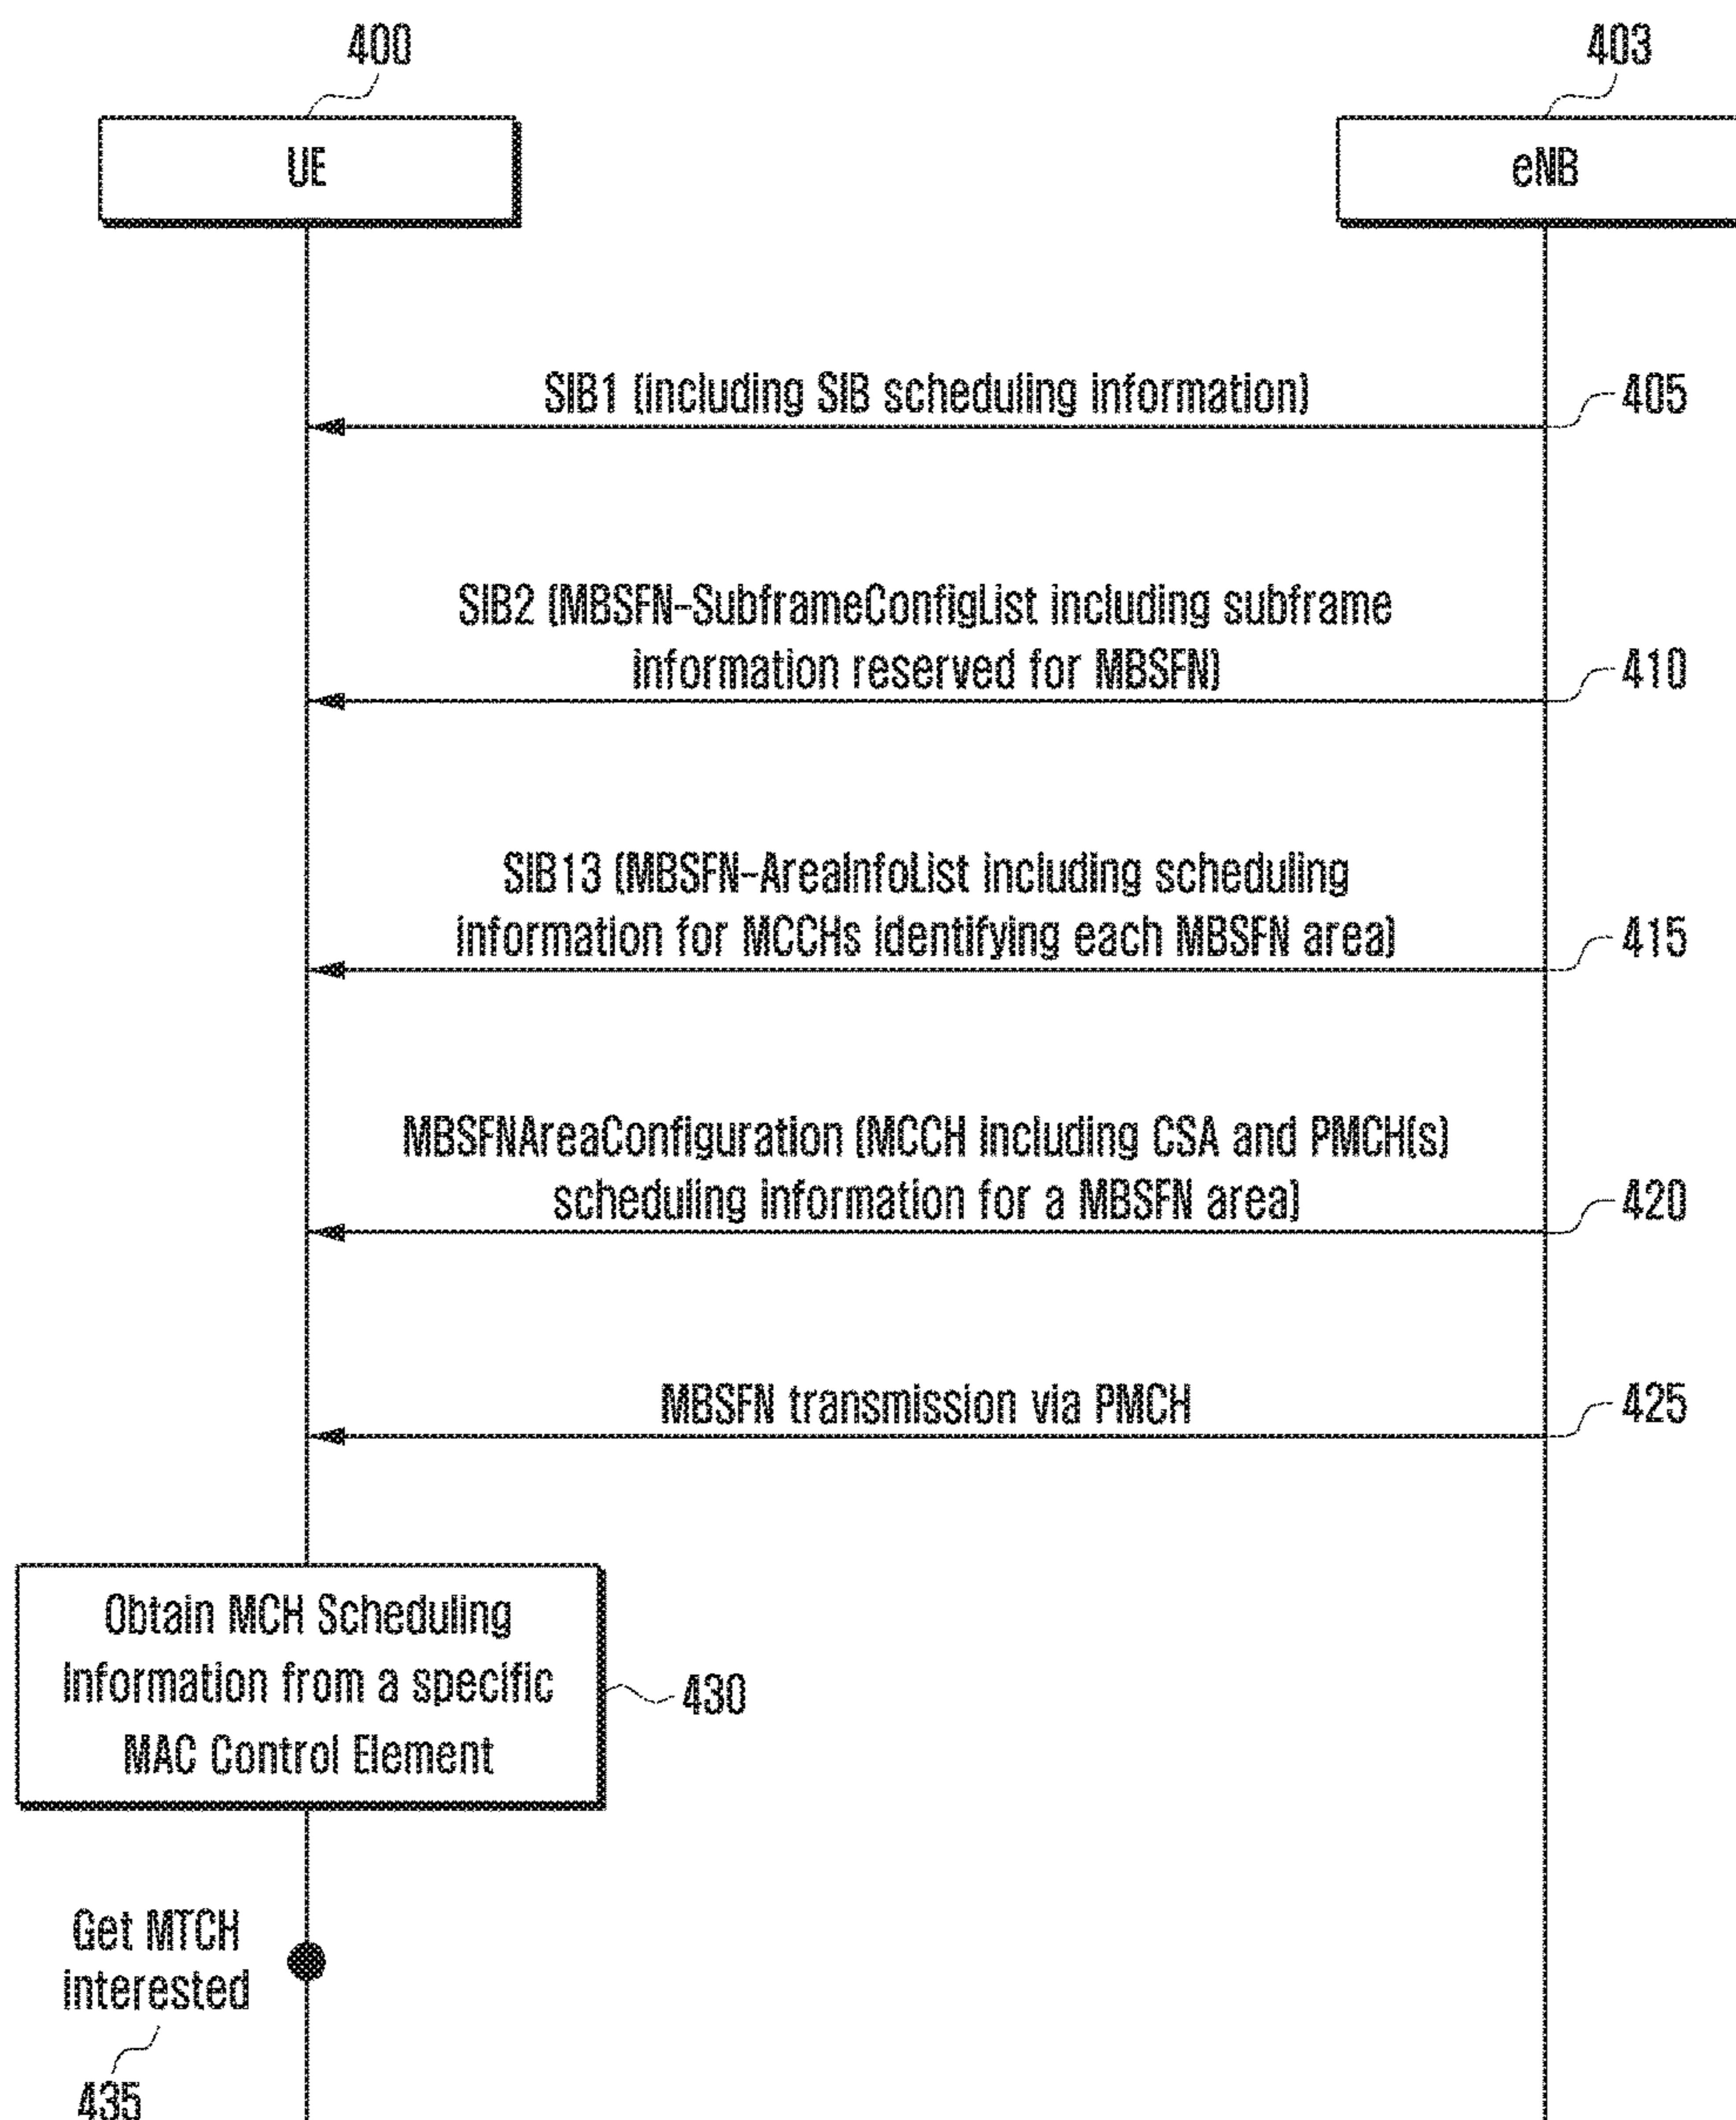 400
403
UE
eNB
SIB1 (including SIB scheduling information)
405
SIB2 (MBSFN-SubframeConfigList including subframe
information reserved for MBSFN)
410
SIB13 (MBSFN-AreaInfoList including scheduling
information for MCCHs identifying each MBSFN area)
415
MBSFNAreaConfiguration (MCCH including CSA and PMCH(s)
scheduling information for a MBSFN area)
420
MBSFN transmission via PMCH
425
Obtain MCH Scheduling
Information from a specific
MAC Control Element
430
Get MTCH
interested
435